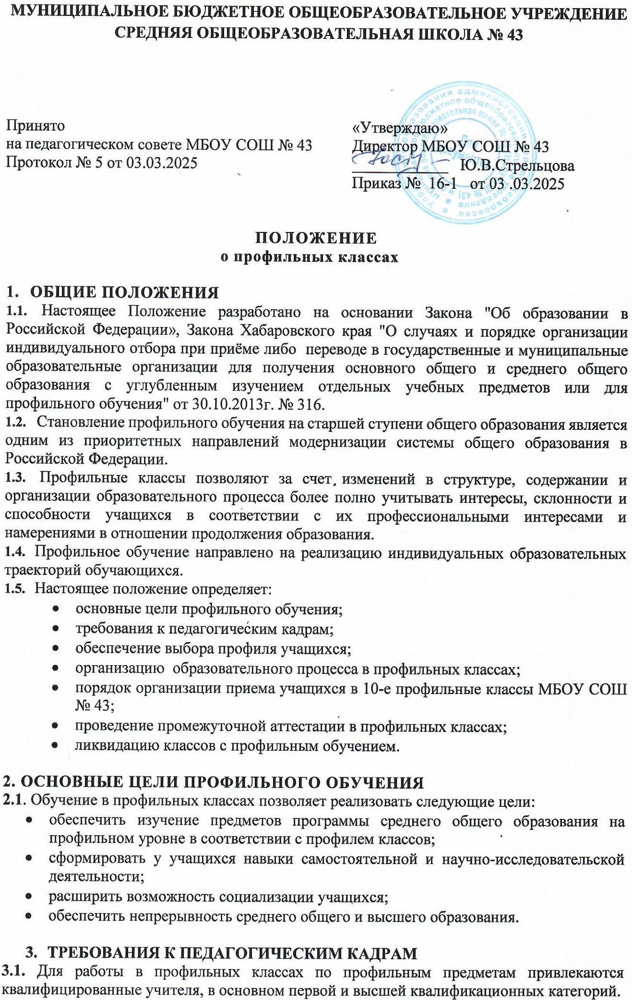 МУНИЦИПАЛЬНОЕ БЮДЖЕТНОЕ ОБЩЕОБРАЗОВАТЕЛЬНОЕ УЧРЕЖДЕНИЕ
СРЕДНЯЯ ОБЩЕОБРАЗОВАТЕЛЬНАЯ ШКОЛА № 43
Принято
на педагогическом совете МБОУ СОШ № 43
Протокол № 5 от 03.03.2025
«Утверждаю»
Директор МБОУ СОШ № 43
Ю.В.Стрельцова
Приказ № 16-1 от 03 .03.2025
ПОЛОЖЕНИЕ
о профильных классах
1. ОБЩИЕ ПОЛОЖЕНИЯ
1.1. Настоящее Положение разработано на основании Закона "Об образовании в
Российской Федерации», Закона Хабаровского края "О случаях и порядке организации
индивидуального отбора при приёме либо переводе в государственные и муниципальные
образовательные организации для получения основного общего и среднего общего
образования с углубленным изучением отдельных учебных предметов или для
профильного обучения" от 30.10.2013г. № 316.
1.2. Становление профильного обучения на старшей ступени общего образования является
одним из приоритетных направлений модернизации системы общего образования в
Российской Федерации.
1.3. Профильные классы позволяют за счет изменений в структуре, содержании и
организации образовательного процесса более полно учитывать интересы, склонности и
способности учащихся в соответствии с их профессиональными интересами и
намерениями в отношении продолжения образования.
1.4. Профильное обучение направлено на реализацию индивидуальных образовательных
траекторий обучающихся.
1.5. Настоящее положение определяет:
• основные цели профильного обучения;
• требования к педагогическим кадрам;
• обеспечение выбора профиля учащихся;
• организацию образовательного процесса в профильных классах;
• порядок организации приема учащихся в 10-е профильные классы МБОУ СОШ
№ 43;
• проведение промежуточной аттестации в профильных классах;
• ликвидацию классов с профильным обучением.
2. ОСНОВНЫЕ ЦЕЛИ ПРОФИЛЬНОГО ОБУЧЕНИЯ
2.1. Обучение в профильных классах позволяет реализовать следующие цели:
• обеспечить изучение предметов программы среднего общего образования на
профильном уровне в соответствии с профилем классов;
• сформировать у учащихся навыки самостоятельной и научно-исследовательской
деятельности;
• расширить возможность социализации учащихся;
• обеспечить непрерывность среднего общего и высшего образования.
3. ТРЕБОВАНИЯ К ПЕДАГОГИЧЕСКИМ КАДРАМ
3.1. Для работы в профильных классах по профильным предметам привлекаются
квалифицированные учителя, в основном первой и высшей квалификационных категорий.